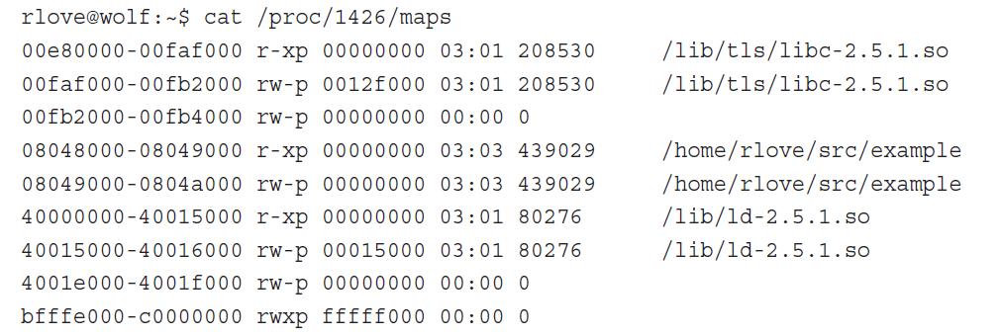 rlove@wolf:~$ cat /proc/1426/maps
00e80000-00faf000 r-xp 00000000 03:01 208530 /lib/tls/libc-2.5.1.so
00faf000-00fb2000 rw-p 0012f000 03:01 208530 /lib/tls/libc-2.5.1.so
00fb2000-00fb4000 rw-p 00000000 00:00 0
08048000-08049000 r-xp 00000000 03:03 439029 /home/rlove/src/example
08049000-0804a000 rw-p 00000000 03:03 439029 /home/rlove/src/example
40000000-40015000 r-xp 00000000 03:01 80276 /lib/ld-2.5.1.so
40015000-40016000 rw-p 00015000 03:01 80276 /lib/ld-2.5.1.so
4001e000-4001f000 rw-p 00000000 00:00 0
bfffe000-c0000000 rwxp fffff000 00:00 0